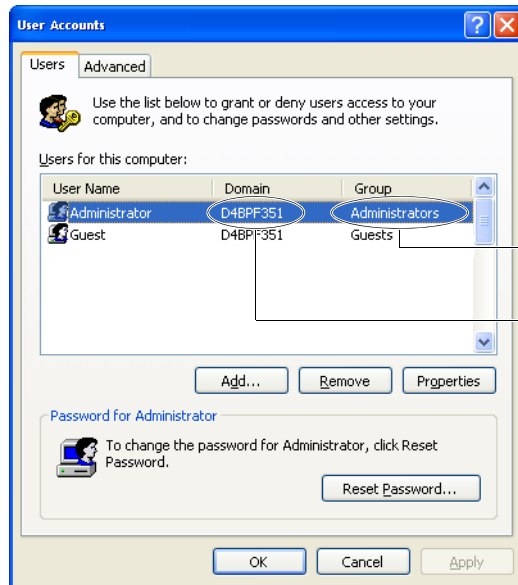 User Accounts
Users
Advanced
Use the list below to grant or deny users access to your
computer, and to change passwords and other settings.
Users for this computer:
User Name Domain Group
Administrator D4BPF351 Administrators
Guest D4BPF351 Guests
Add... Remove Properties
Password for Administrator
To change the password for Administrator, click Reset
Password.
Reset Password...
OK Cancel Apply